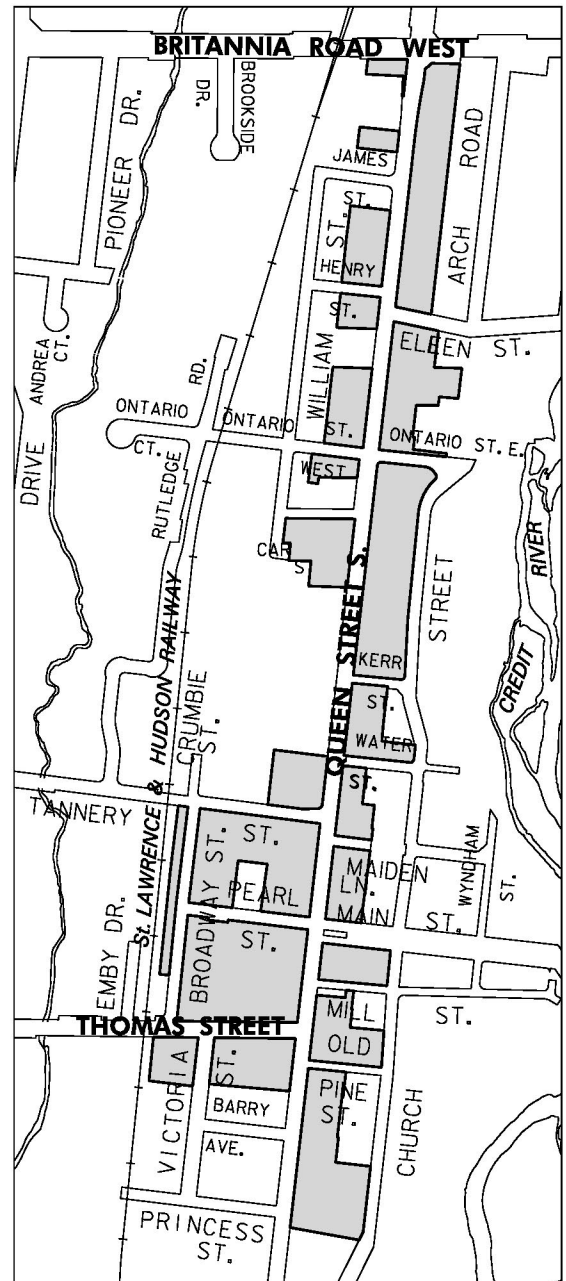 BRITANNIA ROAD WEST
PIONEER DR.
BROOKSIDE
DR.
JAMES
ST.
ARCH ROAD
ST.
HENRY
ST.
ELEEN ST.
WILLIAM
ANDREA
CT.
DRIVE
RD.
ONTARIO
CT.
ONTARIO
ST.
WEST
ONTARIO ST. E.
RUTLEDGE
CAR
S
QUEEN STREET S.
STREET
RIVER
CREDIT
KERR
ST.
WATER
ST.
St. LAWRENCE & HUDSON RAILWAY
CRUMBIE
ST.
TANNERY
ST.
BROADWAY ST.
PEARL
ST.
MAIDEN
LN.
MAIN
ST.
WYNDHAM
ST.
EMBY DR.
THOMAS STREET
MILL
ST.
OLD
PINE
ST.
VICTORIA
ST.
BARRY
AVE.
CHURCH
PRINCESS
ST.